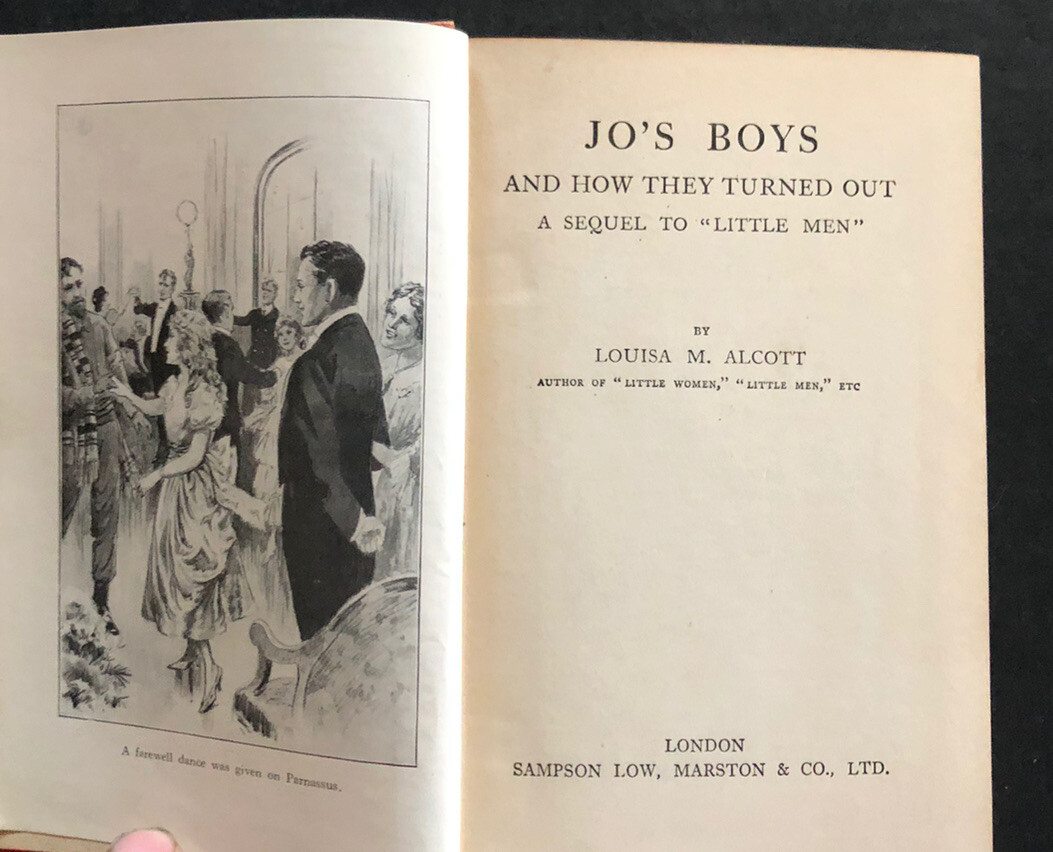 A farewell dance was given on Parnassus.
JO'S BOYS
AND HOW THEY TURNED OUT
A SEQUEL TO "LITTLE MEN"
BY
LOUISA M. ALCOTT
AUTHOR OF "LITTLE WOMEN," "LITTLE MEN," ETC
LONDON
SAMPSON LOW, MARSTON & CO., LTD.